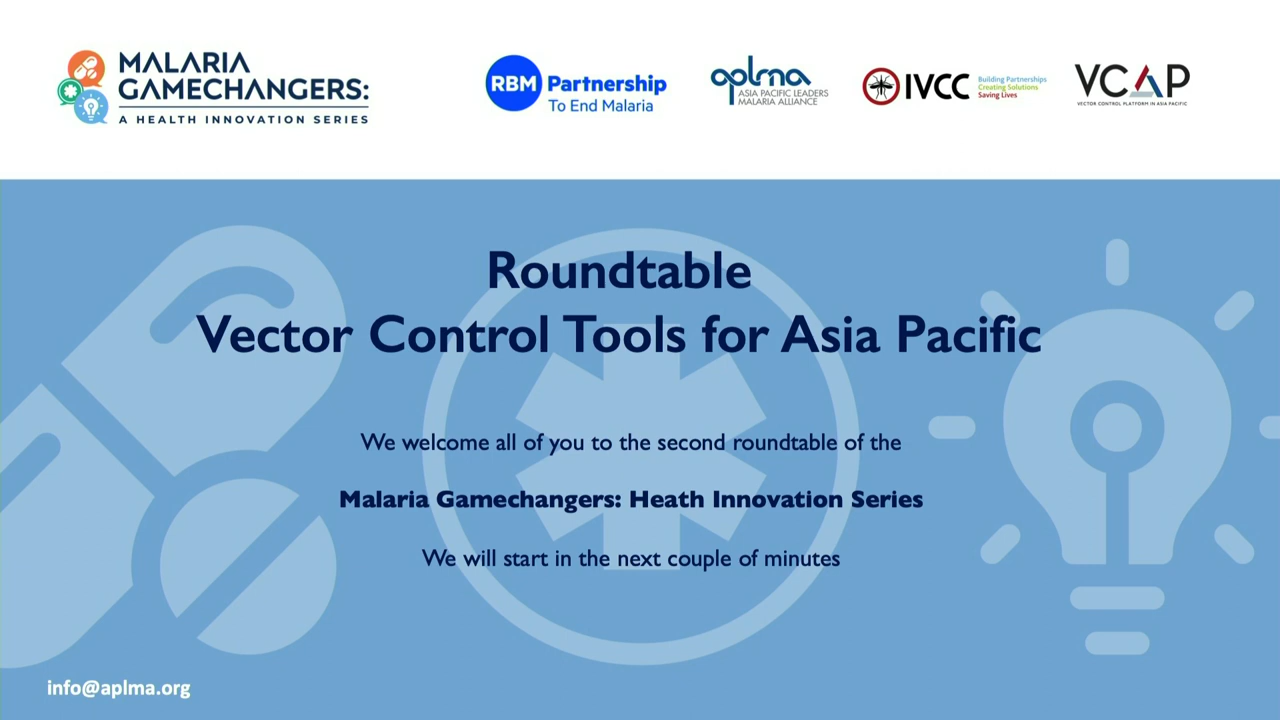 MALARIA
GAMECHANGERS:
A HEALTH INNOVATION SERIES
RBM Partnership
To End Malaria
aplma
ASIA PACIFIC LEADERS
MALARIA ALLIANCE
IVCC
Building Partnerships
Creating Solutions
Saving Lives
VCAP
VECTOR CONTROL PLATFORM IN ASIA PACIFIC
Roundtable
Vector Control Tools for Asia Pacific
We welcome all of you to the second roundtable of the
Malaria Gamechangers: Heath Innovation Series
We will start in the next couple of minutes
info@aplma.org